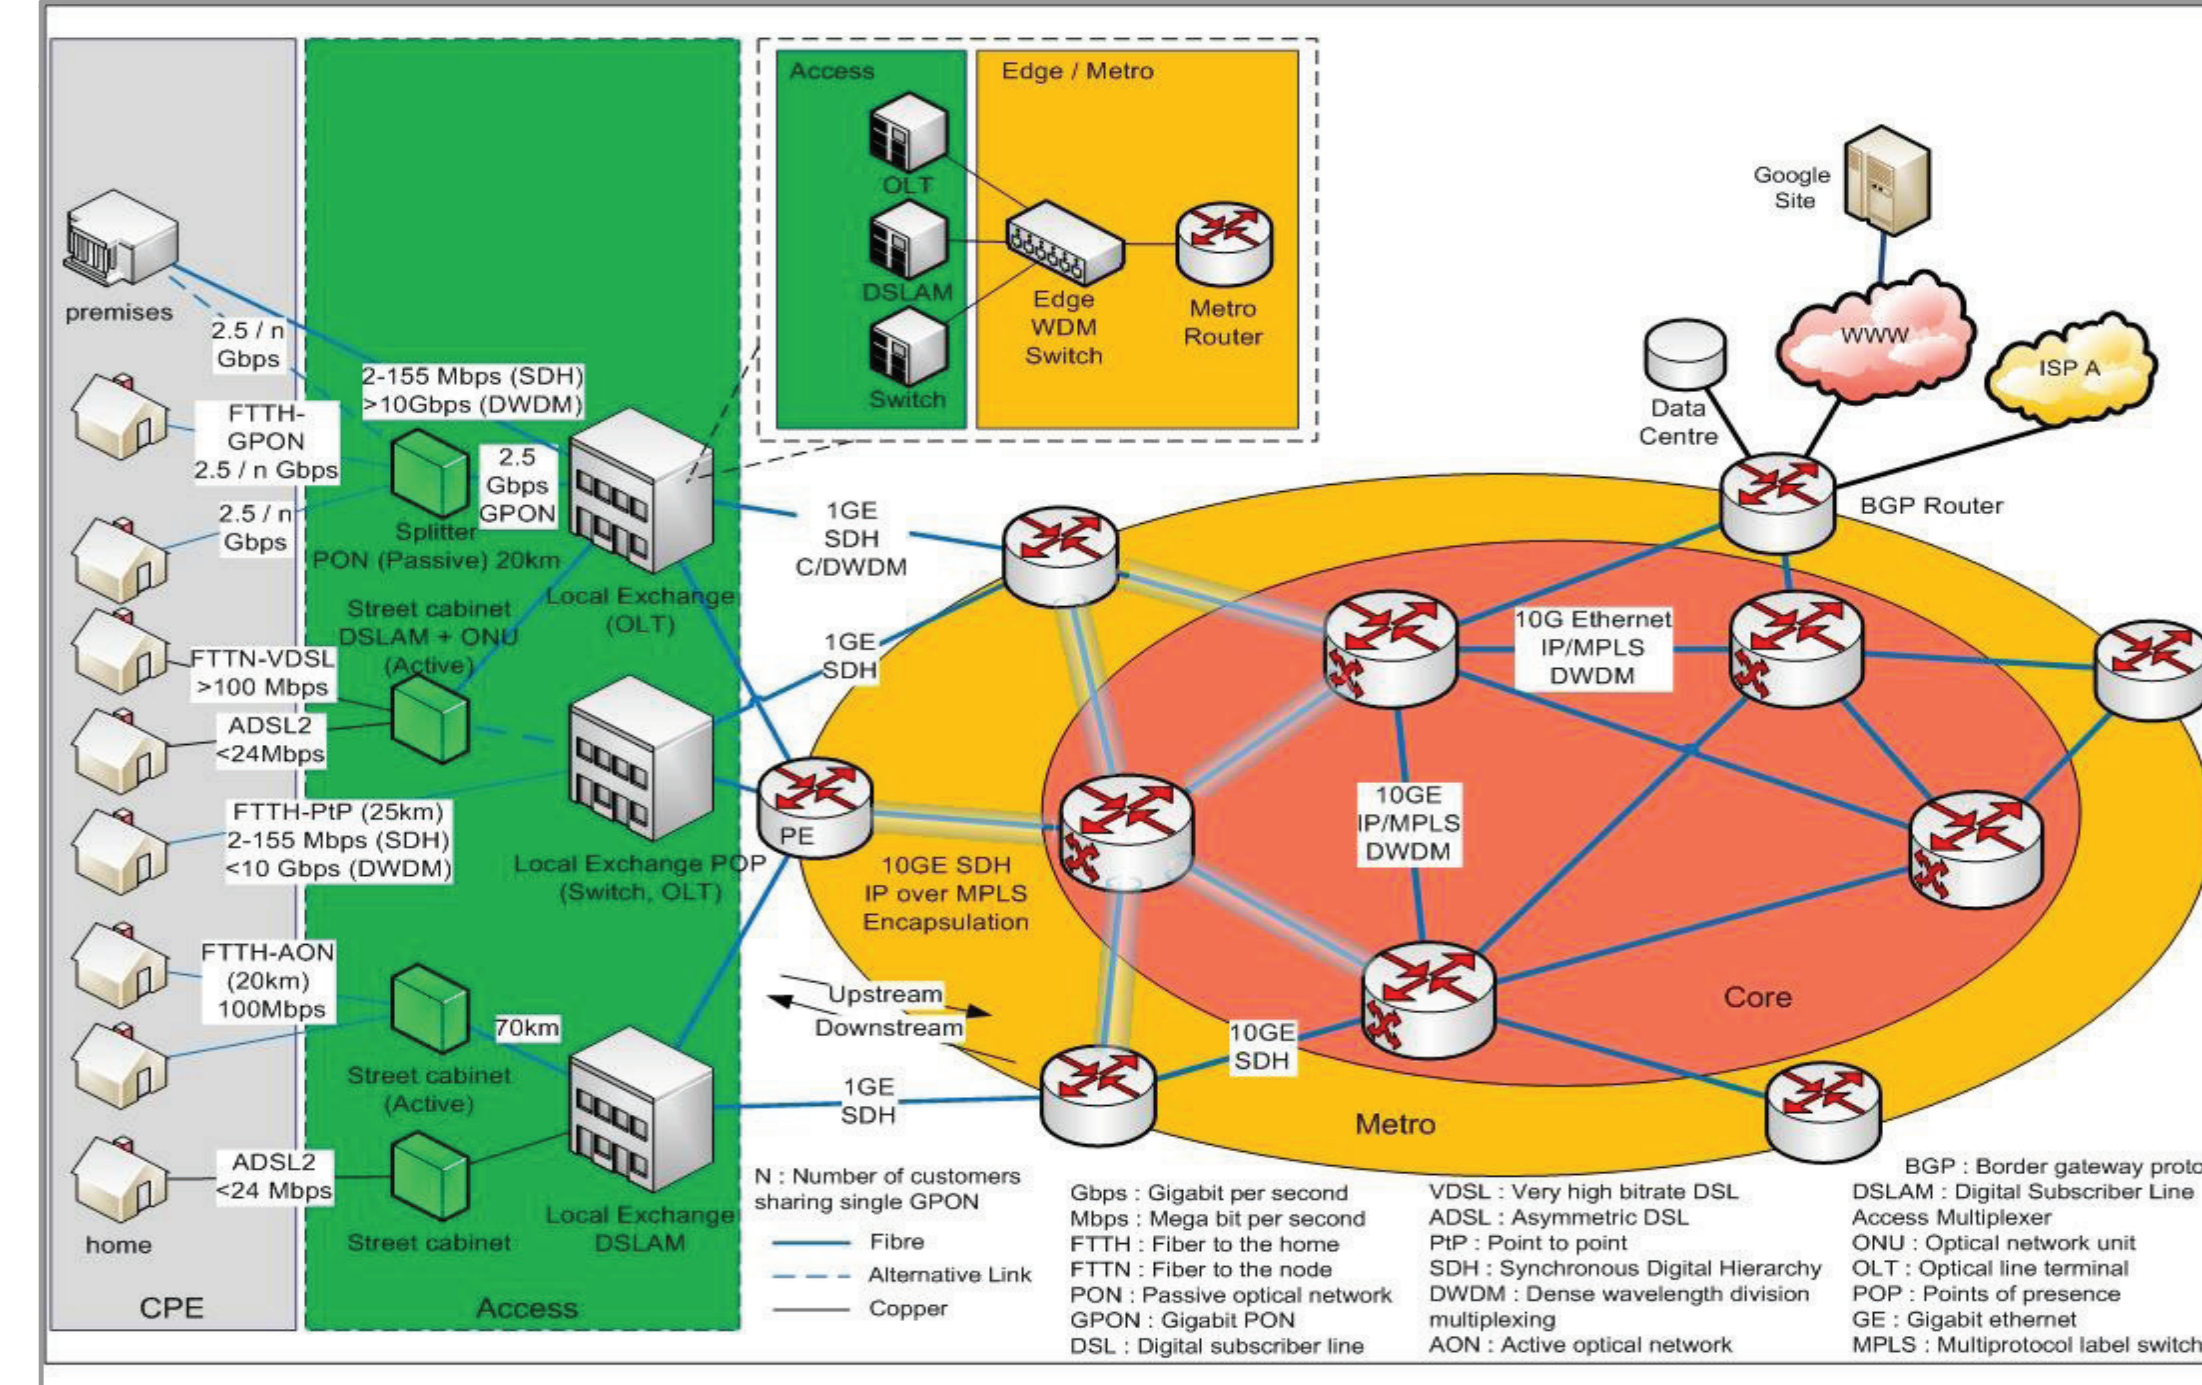 Access
Edge / Metro
OLT
DSLAM
Switch
Edge
WDM
Switch
Metro
Router
Google
Site
WWW
ISP A
Data
Centre
BGP Router
premises
2.5 / n
Gbps
2-155 Mbps (SDH)
>10Gbps (DWDM)
FTTH-
GPON
2.5 / n Gbps
2.5
Gbps
GPON
2.5 / n
Gbps
Splitter
PON (Passive) 20km
Local Exchange
(OLT)
Street cabinet
DSLAM + ONU
(Active)
FTTN-VDSL
>100 Mbps
ADSL2
<24Mbps
FTTH-PtP (25km)
2-155 Mbps (SDH)
<10 Gbps (DWDM)
Local Exchange POP
(Switch, OLT)
FTTH-AON
(20km)
100Mbps
70km
Street cabinet
(Active)
ADSL2
<24 Mbps
home
Street cabinet
Local Exchange
DSLAM
CPE
Access
1GE
SDH
C/DWDM
1GE
SDH
PE
10GE SDH
IP over MPLS
Encapsulation
Upstream
Downstream
1GE
SDH
10G Ethernet
IP/MPLS
DWDM
10GE
IP/MPLS
DWDM
10GE
SDH
Core
Metro
N : Number of customers
sharing single GPON
Fibre
Alternative Link
Copper
Gbps : Gigabit per second
Mbps : Mega bit per second
FTTH : Fiber to the home
FTTN : Fiber to the node
PON : Passive optical network
GPON : Gigabit PON
DSL : Digital subscriber line
VDSL : Very high bitrate DSL
ADSL : Asymmetric DSL
PtP : Point to point
SDH : Synchronous Digital Hierarchy
DWDM : Dense wavelength division
multiplexing
AON : Active optical network
BGP : Border gateway proto
DSLAM : Digital Subscriber Line
Access Multiplexer
ONU : Optical network unit
OLT : Optical line terminal
POP : Points of presence
GE : Gigabit ethernet
MPLS : Multiprotocol label switch